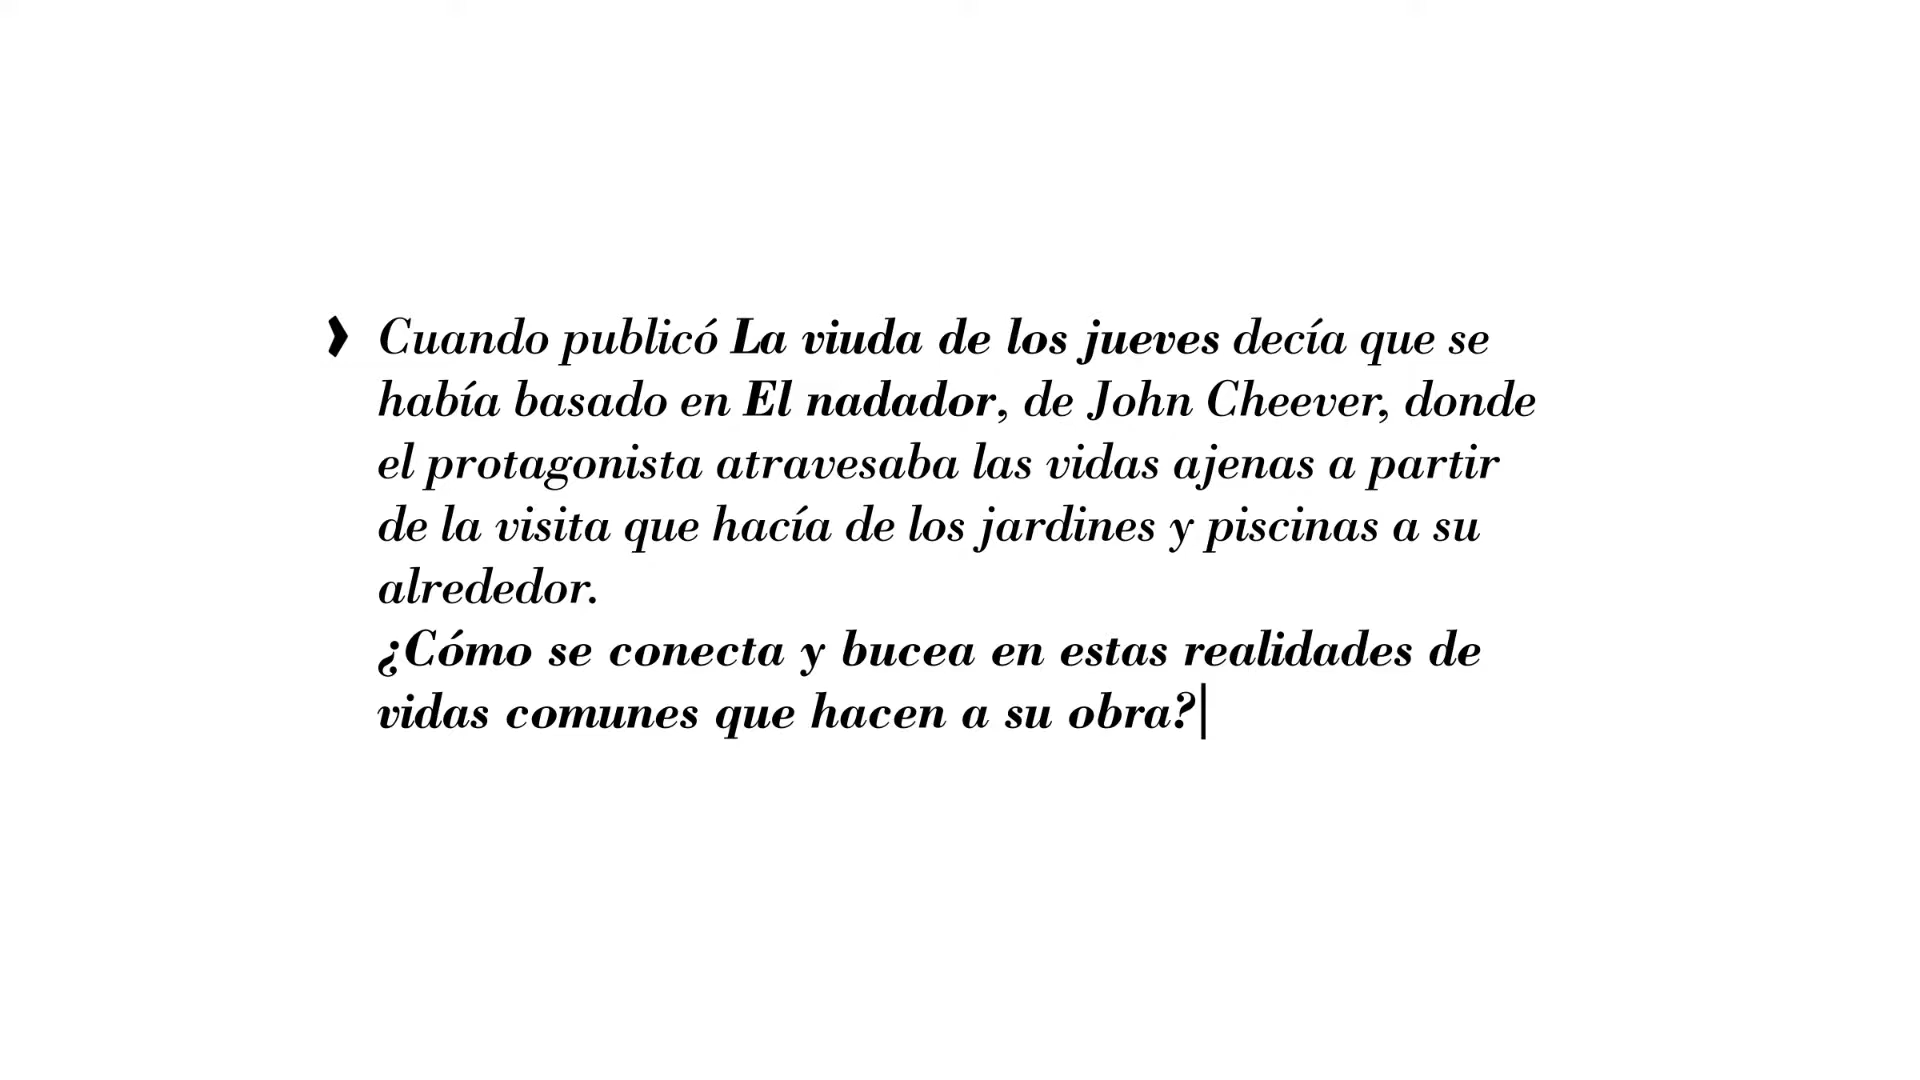 ❯ Cuando publicó La viuda de los jueves decía que se
había basado en El nadador, de John Cheever, donde
el protagonista atravesaba las vidas ajenas a partir
de la visita que hacía de los jardines y piscinas a su
alrededor.
¿Cómo se conecta y bucea en estas realidades de
vidas comunes que hacen a su obra?